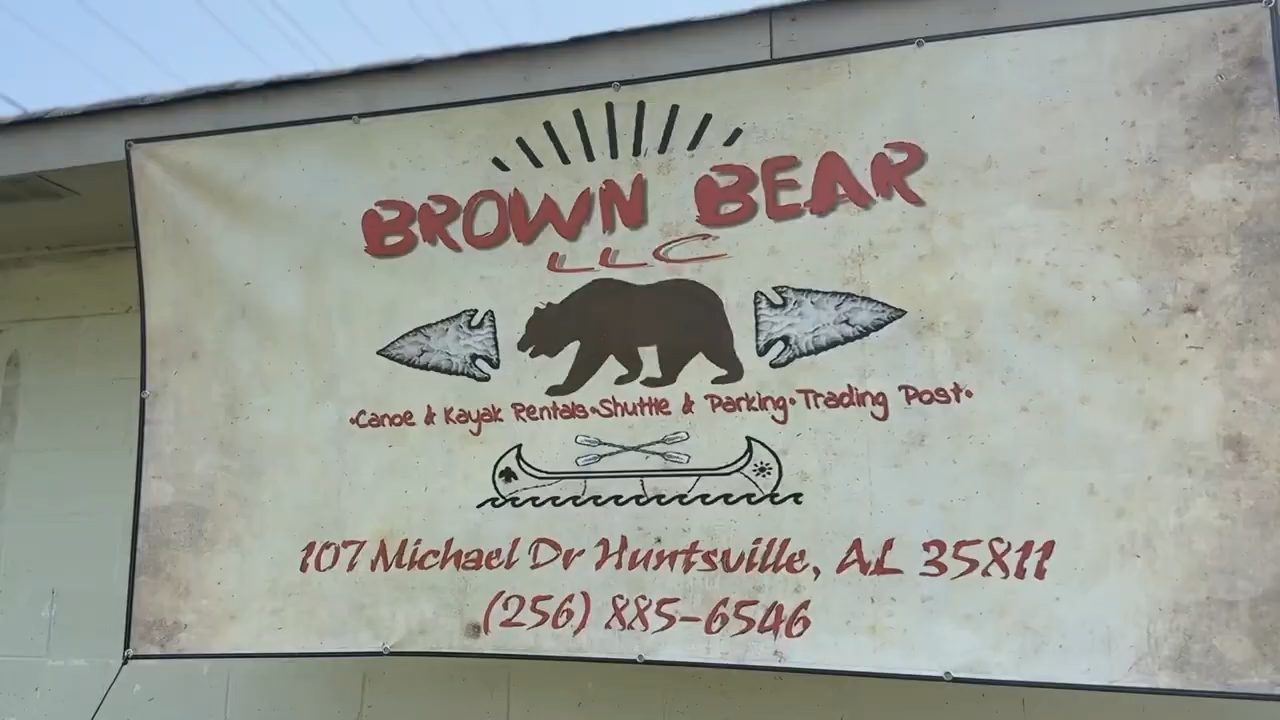 BROWN BEAR
LLC
•Canoe & Kayak Rentals•Shuttle & Parking•Trading Post•
107 Michael Dr Huntsville, AL 35811
(256) 885-6546